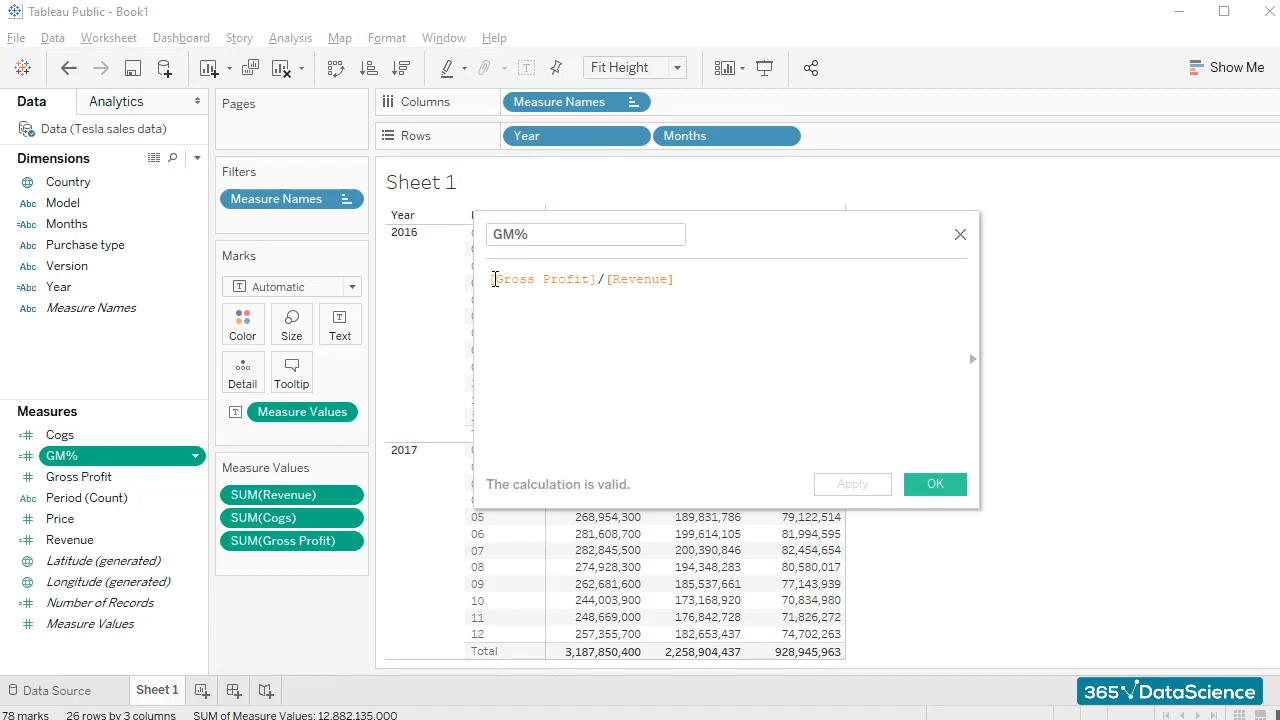 Tableau Public - Book1
File Data Worksheet Dashboard Story Analysis Map Format Window Help
Fit Height
Show Me
Data Analytics
Data (Tesla sales data)
Dimensions
Country
Abc Model
Abc Months
Abc Purchase type
Abc Version
Abc Year
Abc Measure Names
Measures
Cogs
GM%
Gross Profit
Abc Period (Count)
Price
Revenue
Latitude (generated)
Longitude (generated)
Number of Records
Measure Values
Pages
Filters
Measure Names
Marks
Automatic
Color Size Text
Detail Tooltip
Measure Values
Measure Values
SUM(Revenue)
SUM(Cogs)
SUM(Gross Profit)
Columns Measure Names
Rows Year Months
Sheet 1
Year
2016
2017
GM%
[Gross Profit]/[Revenue]
The calculation is valid.
Apply OK
05 268,954,300 189,831,786 79,122,514
06 281,608,700 199,614,105 81,994,595
07 282,845,500 200,390,846 82,454,654
08 274,928,300 194,348,283 80,580,017
09 262,681,600 185,537,661 77,143,939
10 244,003,900 173,168,920 70,834,980
11 248,669,000 176,842,728 71,826,272
12 257,355,700 182,653,437 74,702,263
Total 3,187,850,400 2,258,904,437 928,945,963
Data Source Sheet 1
365 DataScience
78 marks 26 rows by 3 columns SUM of Measure Values: 12,882,135,000